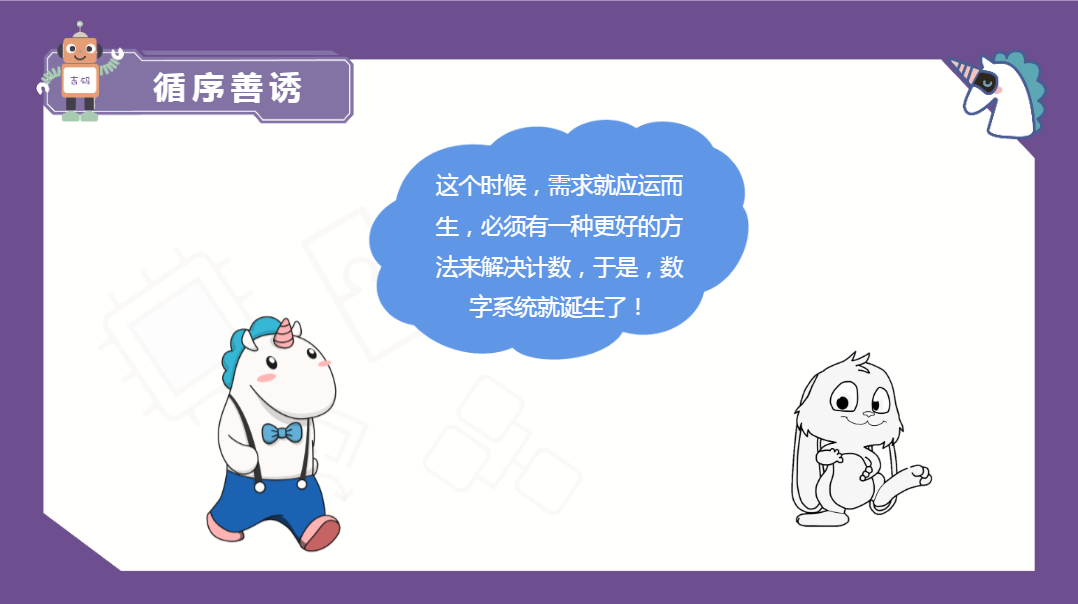 吉码
循序善诱
这个时候，需求就应运而
生，必须有一种更好的方
法来解决计数，于是，数
字系统就诞生了！